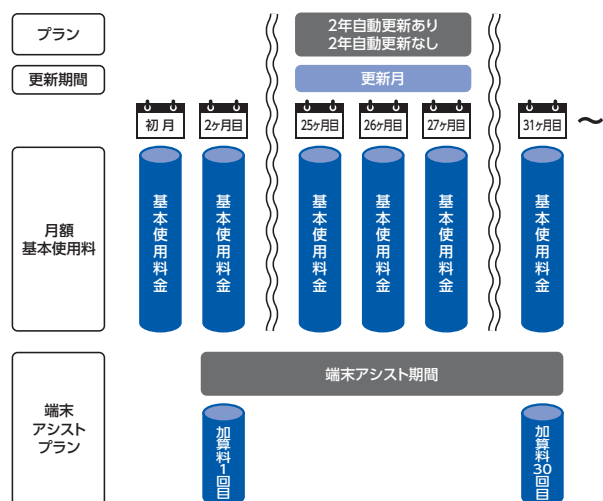 プラン
2年自動更新あり
2年自動更新なし
更新期間
更新月
初月
2ヶ月目
25ヶ月目
26ヶ月目
27ヶ月目
31ヶ月目
～
月額
基本使用料
基本使用料金
基本使用料金
基本使用料金
基本使用料金
基本使用料金
基本使用料金
端末
アシスト
プラン
端末アシスト期間
加算料1回目
加算料30回目